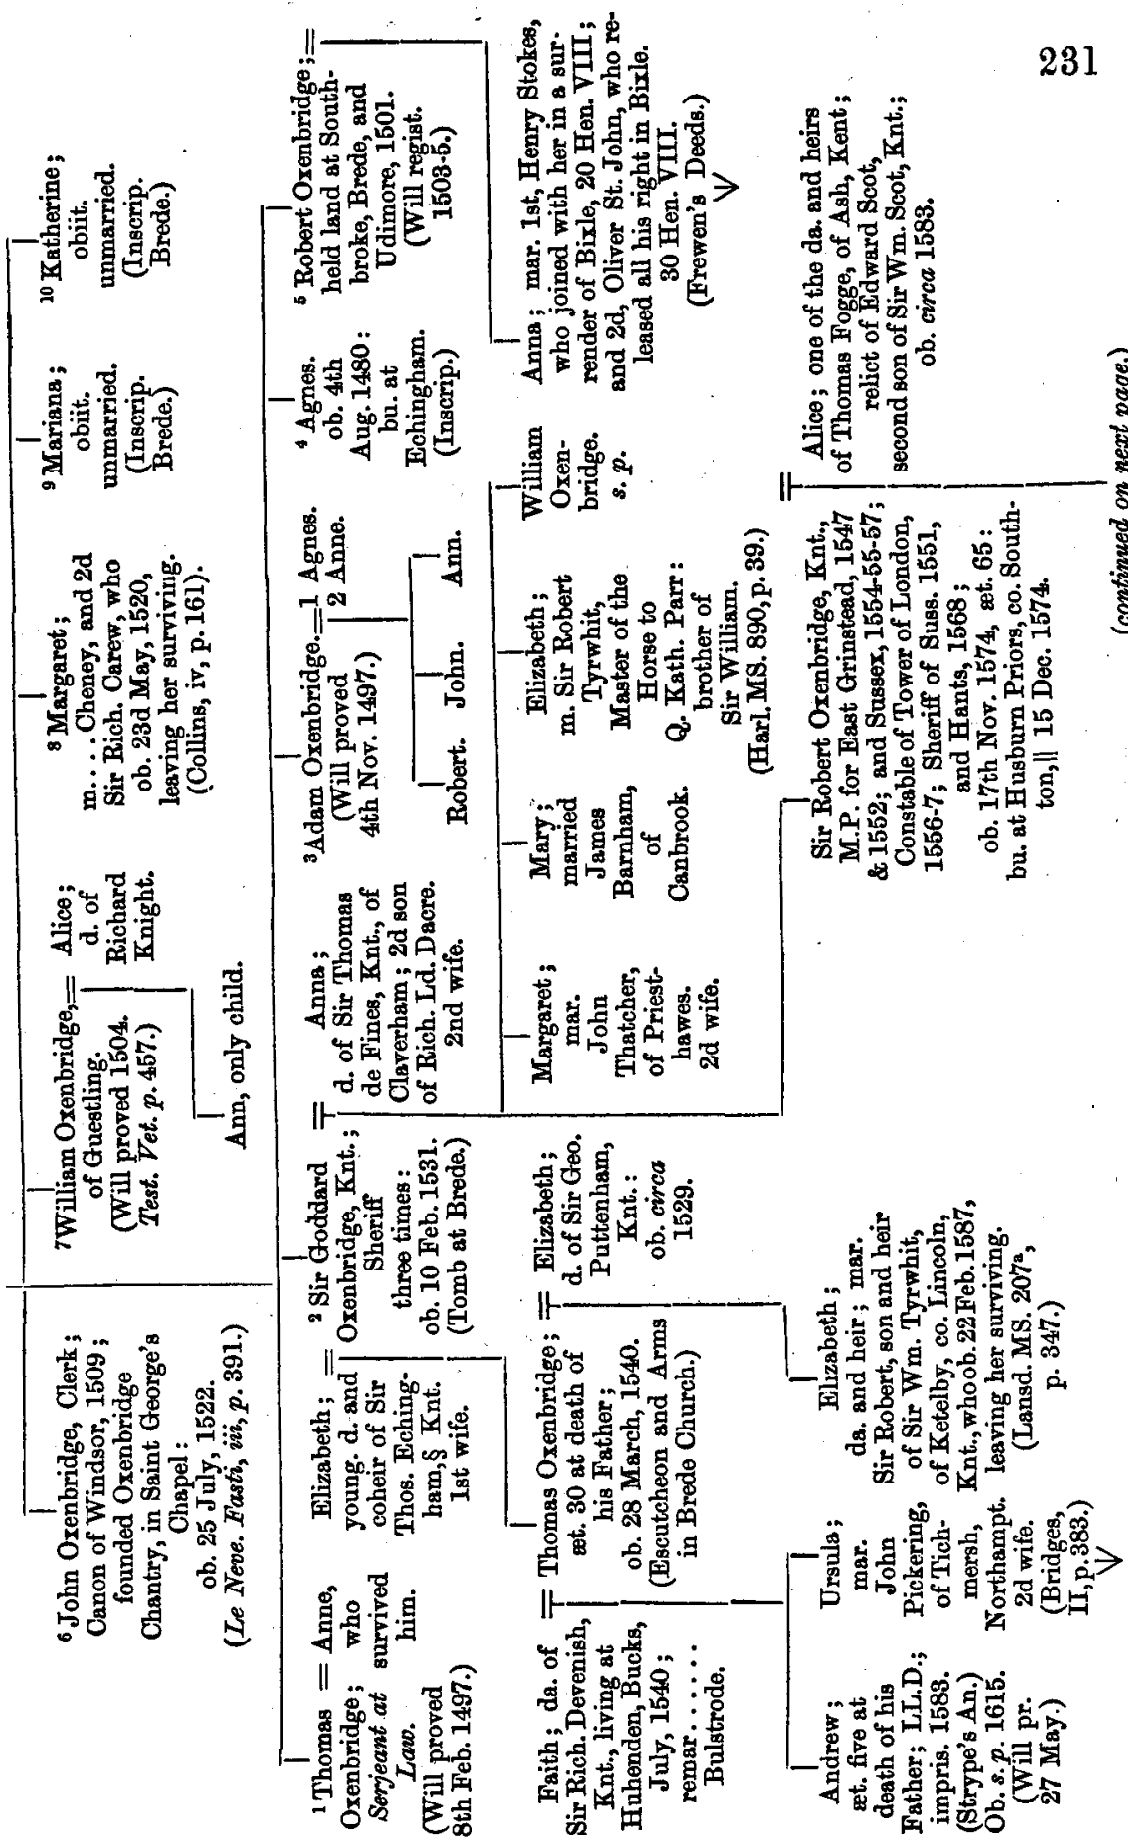 231
⁶ John Oxenbridge, Clerk;
Canon of Windsor, 1509;
founded Oxenbridge
Chantry, in Saint George's
Chapel:
ob. 25 July, 1522.
(Le Neve. Fasti, iii, p. 391.)
⁷ William Oxenbridge,=
of Guestling.
(Will proved 1504.
Test. Vet. p. 457.)
Alice;
d. of
Richard
Knight.
Ann, only child.
⁸ Margaret;
m....Cheney, and 2d
Sir Rich. Carew, who
ob. 23d May, 1520,
leaving her surviving.
(Collins, iv, p. 161).
⁹ Mariana;
obiit.
unmarried.
(Inscrip.
Brede.)
¹⁰ Katherine;
obiit.
unmarried.
(Inscrip.
Brede.)
¹ Thomas = Anne,
Oxenbridge; who
Serjeant at survived
Law. him.
(Will proved
8th Feb. 1497.)
Elizabeth; =
young. d. and
coheir of Sir
Thos. Eching-
ham,§ Knt.
1st wife.
² Sir Goddard =
Oxenbridge, Knt.;
Sheriff
three times:
ob. 10 Feb. 1531.
(Tomb at Brede.)
Anna;
d. of Sir Thomas
de Fines, Knt., of
Claverham; 2d son
of Rich. Ld. Dacre.
2nd wife.
³ Adam Oxenbridge.=1 Agnes.
(Will proved 2 Anne.
4th Nov. 1497.)
Robert. John. Ann.
⁴ Agnes.
ob. 4th
Aug. 1480:
bu. at
Echingham.
(Inscrip.)
⁵ Robert Oxenbridge;=
held land at South-
broke, Brede, and
Udimore, 1501.
(Will regist.
1503-5.)
Faith; da. of =
Sir Rich. Devenish,
Knt., living at
Huhenden, Bucks,
July, 1540;
remar......
Bulstrode.
Thomas Oxenbridge; =
æt. 30 at death of
his Father;
ob. 28 March, 1540.
(Escutcheon and Arms
in Brede Church.)
Elizabeth;
d. of Sir Geo.
Puttenham,
Knt.:
ob. circa
1529.
Margaret;
mar.
John
Thatcher,
of Priest-
hawes.
2d wife.
Mary;
married
James
Barnham,
of
Canbrook.
Elizabeth;
m. Sir Robert
Tyrwhit,
Master of the
Horse to
Q. Kath. Parr:
brother of
Sir William.
(Harl. MS. 890, p. 39.)
William
Oxen-
bridge.
s. p.
Anna; mar. 1st, Henry Stokes,
who joined with her in a sur-
render of Bixle, 20 Hen. VIII;
and 2d, Oliver St. John, who re-
leased all his right in Bixle.
30 Hen. VIII.
(Frewen's Deeds.)
Andrew;
æt. five at
death of his
Father; LL.D.;
impris. 1583.
(Strype's An.)
Ob. s. p. 1615.
(Will pr.
27 May.)
Ursula;
mar.
John
Pickering,
of Tich-
mersh,
Northampt.
2d wife.
(Bridges,
II, p. 383.)
Elizabeth;
da. and heir; mar.
Sir Robert, son and heir
of Sir Wm. Tyrwhit,
of Ketelby, co. Lincoln,
Knt., who ob. 22 Feb. 1587,
leaving her surviving.
(Lansd. MS. 207ᵃ,
p. 347.)
Sir Robert Oxenbridge, Knt., =
M.P. for East Grinstead, 1547
& 1552; and Sussex, 1554-55-57;
Constable of Tower of London,
1556-7; Sheriff of Suss. 1551,
and Hants, 1568;
ob. 17th Nov. 1574, æt. 65:
bu. at Husburn Priors, co. South-
ton,|| 15 Dec. 1574.
Alice; one of the da. and heirs
of Thomas Fogge, of Ash, Kent;
relict of Edward Scot,
second son of Sir Wm. Scot, Knt.;
ob. circa 1583.
(continued on next page.)